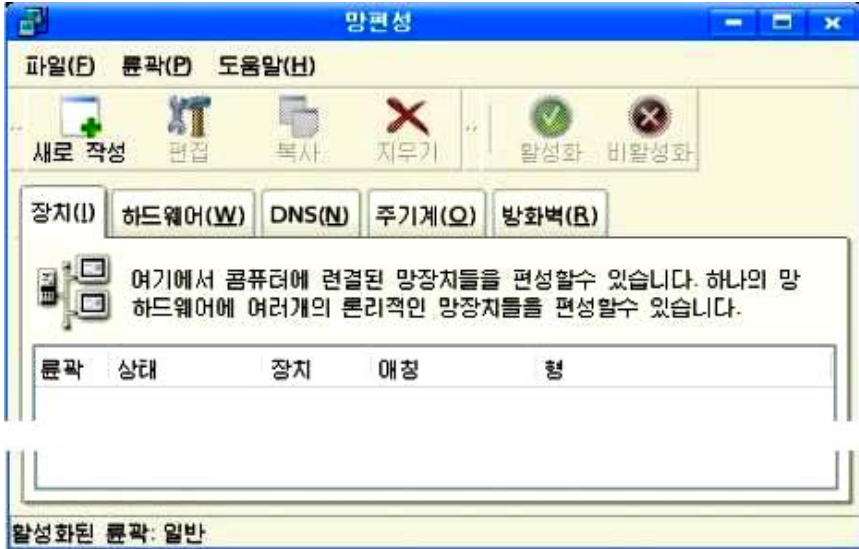 망편성
파일(F) 륜곽(P) 도움말(H)
새로 작성 편집 복사 지우기 활성화 비활성화
장치(I) 하드웨어(W) DNS(N) 주기계(O) 방화벽(R)
여기에서 콤퓨터에 련결된 망장치들을 편성할수 있습니다. 하나의 망
하드웨어에 여러개의 론리적인 망장치들을 편성할수 있습니다.
륜곽 상태 장치 애칭 형
활성화된 륜곽: 일반